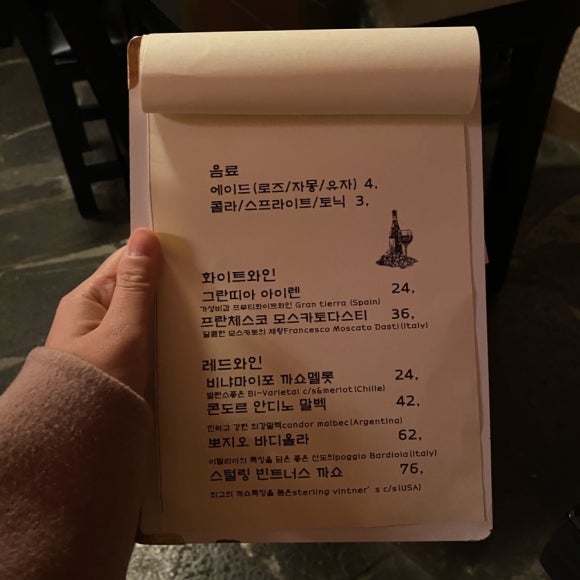 음료
에이드(로즈/자몽/유자) 4,
콜라/스프라이트/토닉 3,
화이트와인
그란띠아 아이렌 24,
가성비갑 프루티화이트와인 Gran tierra (Spain)
프란체스코 모스카토다스티 36,
달콤한 모스카토의 제왕Francesco Moscato Dasti(Italy)
레드와인
비냐마이포 까쇼멜롯 24,
발란스좋은 Bi-Varietal c/s&merlot(Chille)
콘도르 안디노 말벡 42,
진하고 강한 최강말벡condor malbec(Argentina)
뽀지오 바디올라 62,
이탈리아의 특징을 담은 좋은 산도의poggio Bardiola(Italy)
스털링 빈트너스 까쇼 76,
최고의 까쇼특징을 뽐은sterling vintner's c/s(USA)